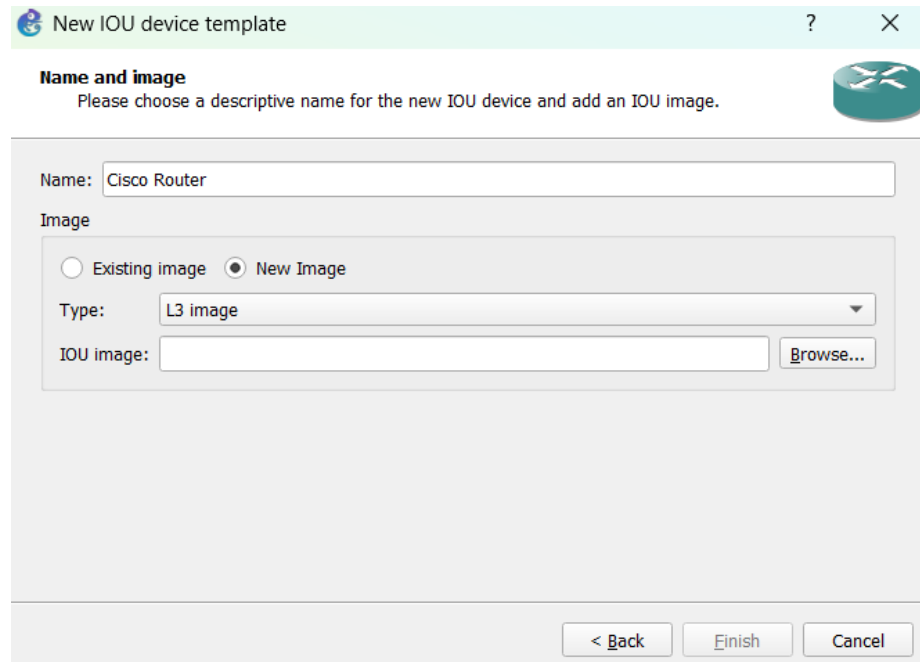 New IOU device template ?
Name and image
Please choose a descriptive name for the new IOU device and add an IOU image.
Name: Cisco Router
Image
Existing image New Image
Type: L3 image
IOU image: Browse...
< Back Finish Cancel